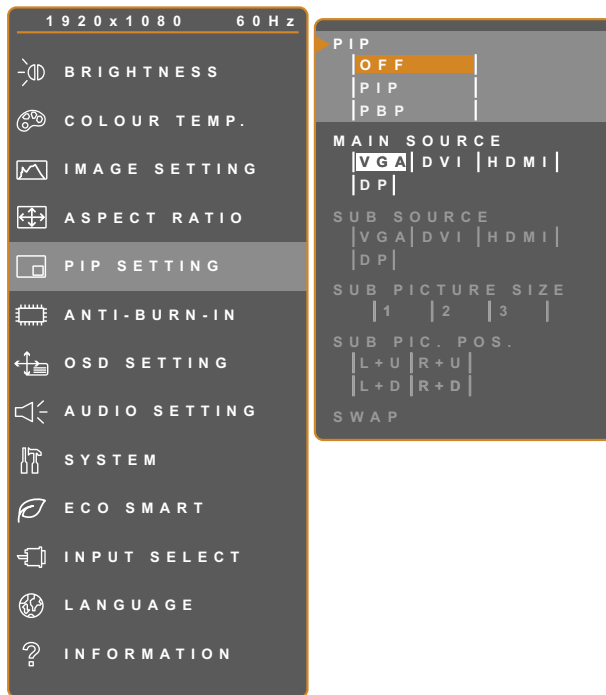 1920x1080 60Hz
BRIGHTNESS
COLOUR TEMP.
IMAGE SETTING
ASPECT RATIO
PIP SETTING
ANTI-BURN-IN
OSD SETTING
AUDIO SETTING
SYSTEM
ECO SMART
INPUT SELECT
LANGUAGE
INFORMATION
PIP
OFF
PIP
PBP
MAIN SOURCE
VGA DVI HDMI
DP
SUB SOURCE
VGA DVI HDMI
DP
SUB PICTURE SIZE
1 2 3
SUB PIC. POS.
L+U R+U
L+D R+D
SWAP